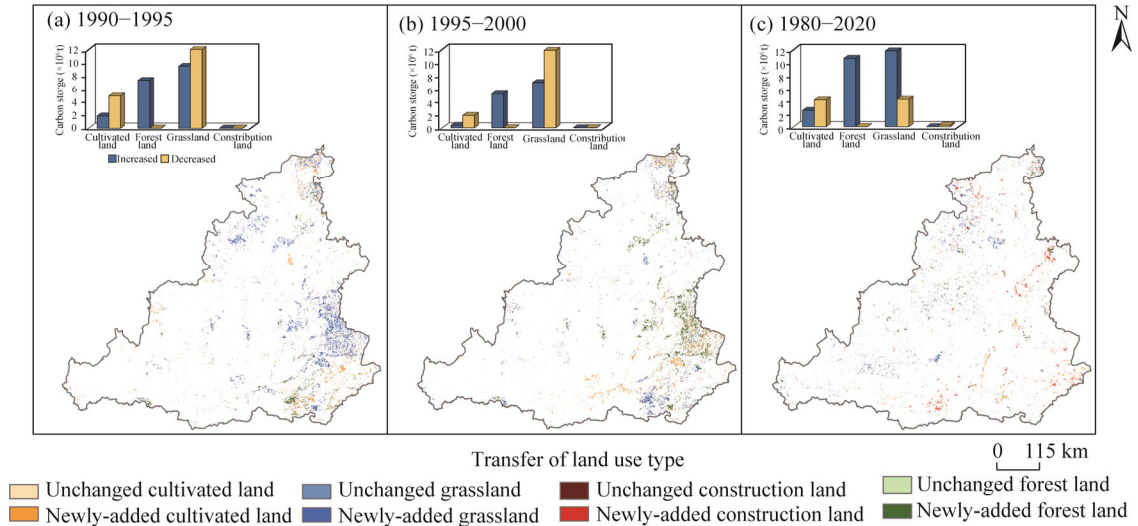 (a) 1990−1995
(b) 1995−2000
(c) 1980−2020
N
Carbon storge (×10⁶ t)
12
10
8
6
4
2
0
Cultivated land
Forest land
Grassland
Constribution land
Increased
Decreased
Carbon storge (×10⁶ t)
12
10
8
6
4
2
0
Cultivated land
Forest land
Grassland
Constribution land
Carbon storge (×10⁶ t)
12
10
8
6
4
2
0
Cultivated land
Forest land
Grassland
Constribution land
0 115 km
Transfer of land use type
Unchanged cultivated land
Unchanged grassland
Unchanged construction land
Unchanged forest land
Newly-added cultivated land
Newly-added grassland
Newly-added construction land
Newly-added forest land